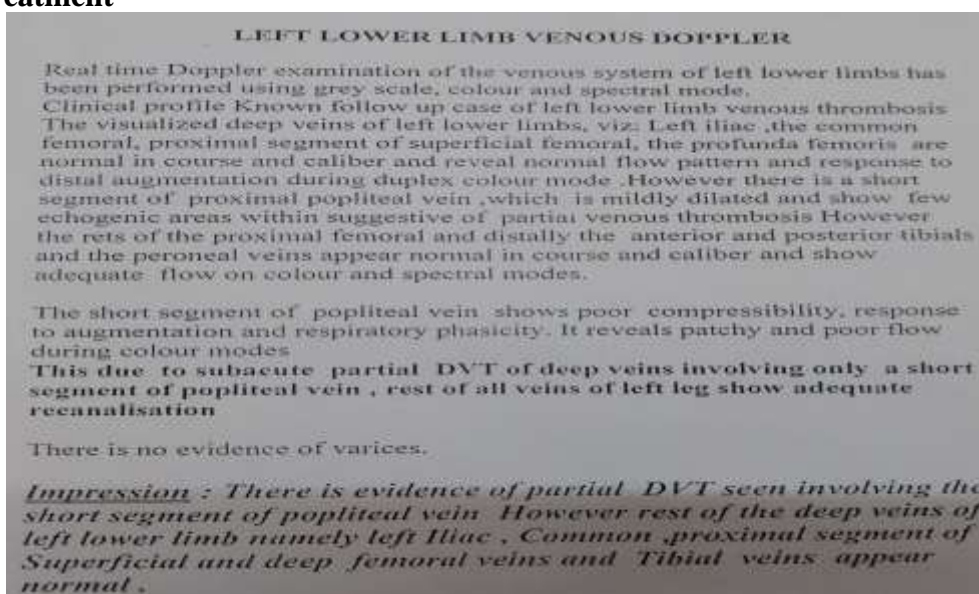 eatment
LEFT LOWER LIMB VENOUS DOPPLER
Real time Doppler examination of the venous system of left lower limbs has
been performed using grey scale, colour and spectral mode.
Clinical profile Known follow up case of left lower limb venous thrombosis
The visualized deep veins of left lower limbs, viz. Left iliac ,the common
femoral, proximal segment of superficial femoral, the profunda femoris are
normal in course and caliber and reveal normal flow pattern and response to
distal augmentation during duplex colour mode .However there is a short
segment of proximal popliteal vein ,which is mildly dilated and show few
echogenic areas within suggestive of partial venous thrombosis However
the rets of the proximal femoral and distally the anterior and posterior tibials
and the peroneal veins appear normal in course and caliber and show
adequate flow on colour and spectral modes.
The short segment of popliteal vein shows poor compressibility, response
to augmentation and respiratory phasicity. It reveals patchy and poor flow
during colour modes
This due to subacute partial DVT of deep veins involving only a short
segment of popliteal vein , rest of all veins of left leg show adequate
recanalisation
There is no evidence of varices.
Impression : There is evidence of partial DVT seen involving the
short segment of popliteal vein However rest of the deep veins of
left lower limb namely left Iliac , Common ,proximal segment of
Superficial and deep femoral veins and Tibial veins appear
normal .